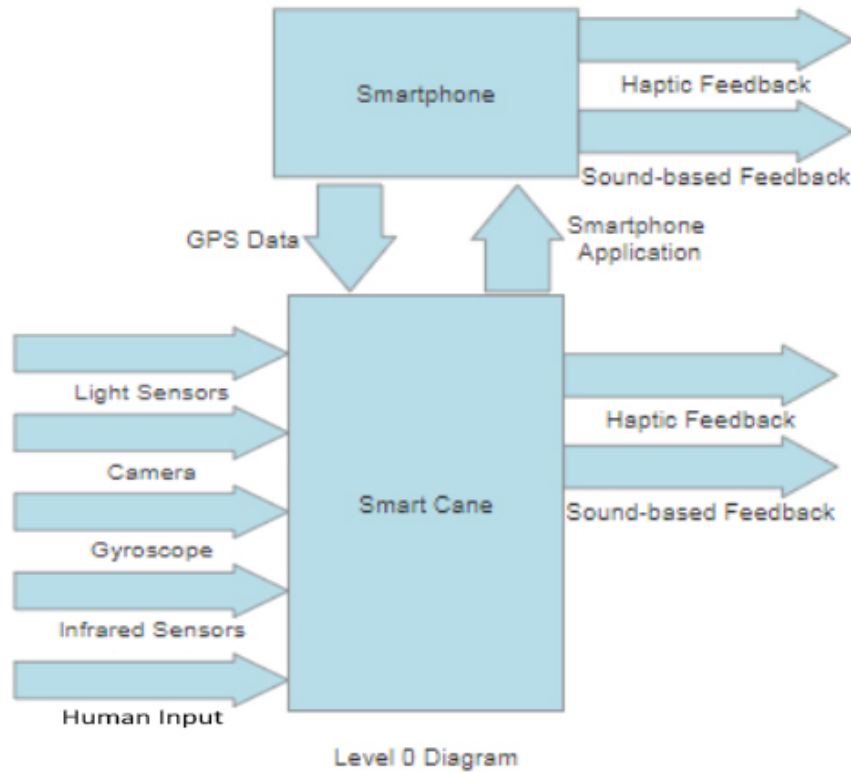 Smartphone
Haptic Feedback
Sound-based Feedback
GPS Data
Smartphone
Application
Light Sensors
Camera
Gyroscope
Infrared Sensors
Human Input
Smart Cane
Haptic Feedback
Sound-based Feedback
Level 0 Diagram